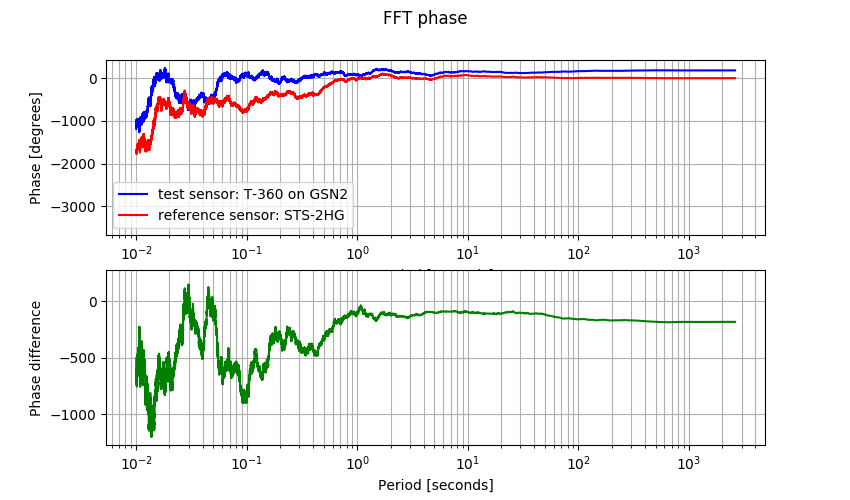 FFT phase
0
−1000
−2000
−3000
Phase [degrees]
test sensor: T-360 on GSN2
reference sensor: STS-2HG
10⁻² 10⁻¹ 10⁰ 10¹ 10² 10³
0
−500
−1000
Phase difference
10⁻² 10⁻¹ 10⁰ 10¹ 10² 10³
Period [seconds]